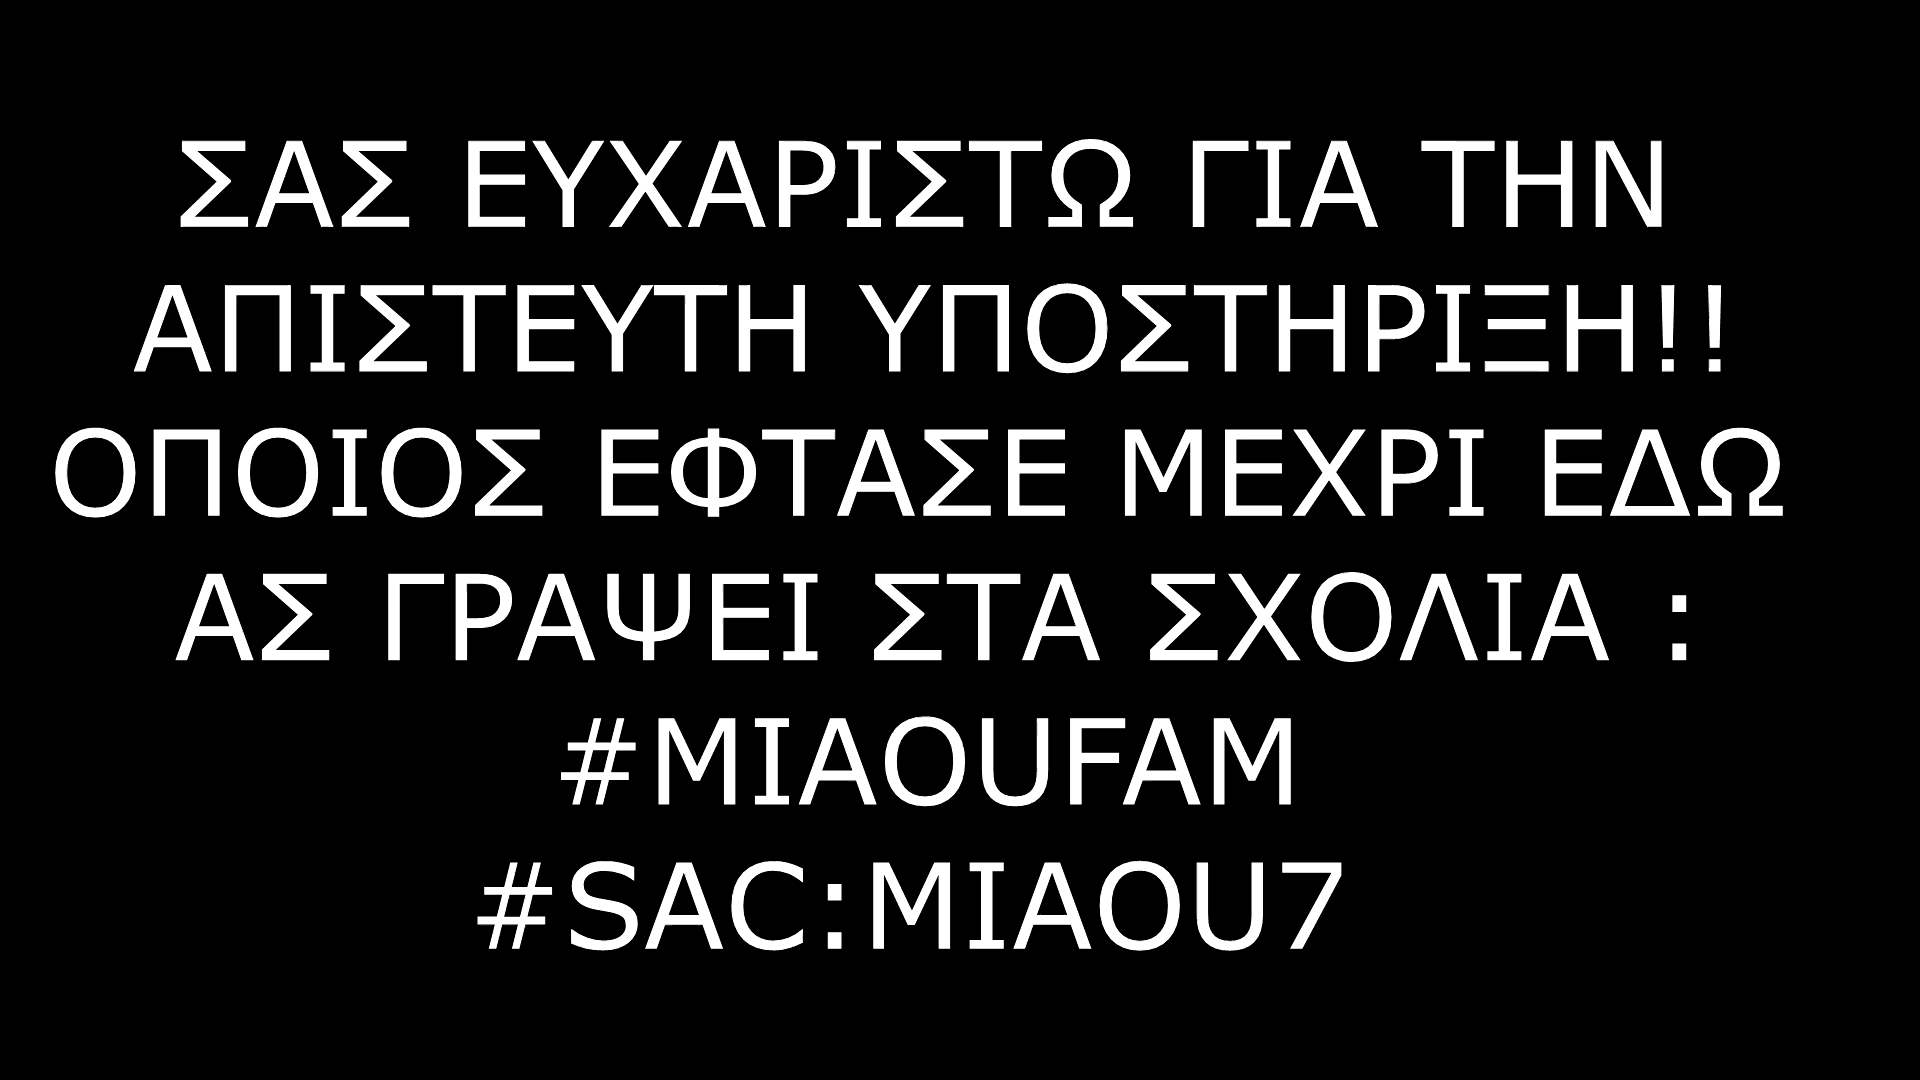 ΣΑΣ ΕΥΧΑΡΙΣΤΩ ΓΙΑ ΤΗΝ
ΑΠΙΣΤΕΥΤΗ ΥΠΟΣΤΗΡΙΞΗ!!
ΟΠΟΙΟΣ ΕΦΤΑΣΕ ΜΕΧΡΙ ΕΔΩ
ΑΣ ΓΡΑΨΕΙ ΣΤΑ ΣΧΟΛΙΑ :
#MIAOUFAM
#SAC:MIAOU7